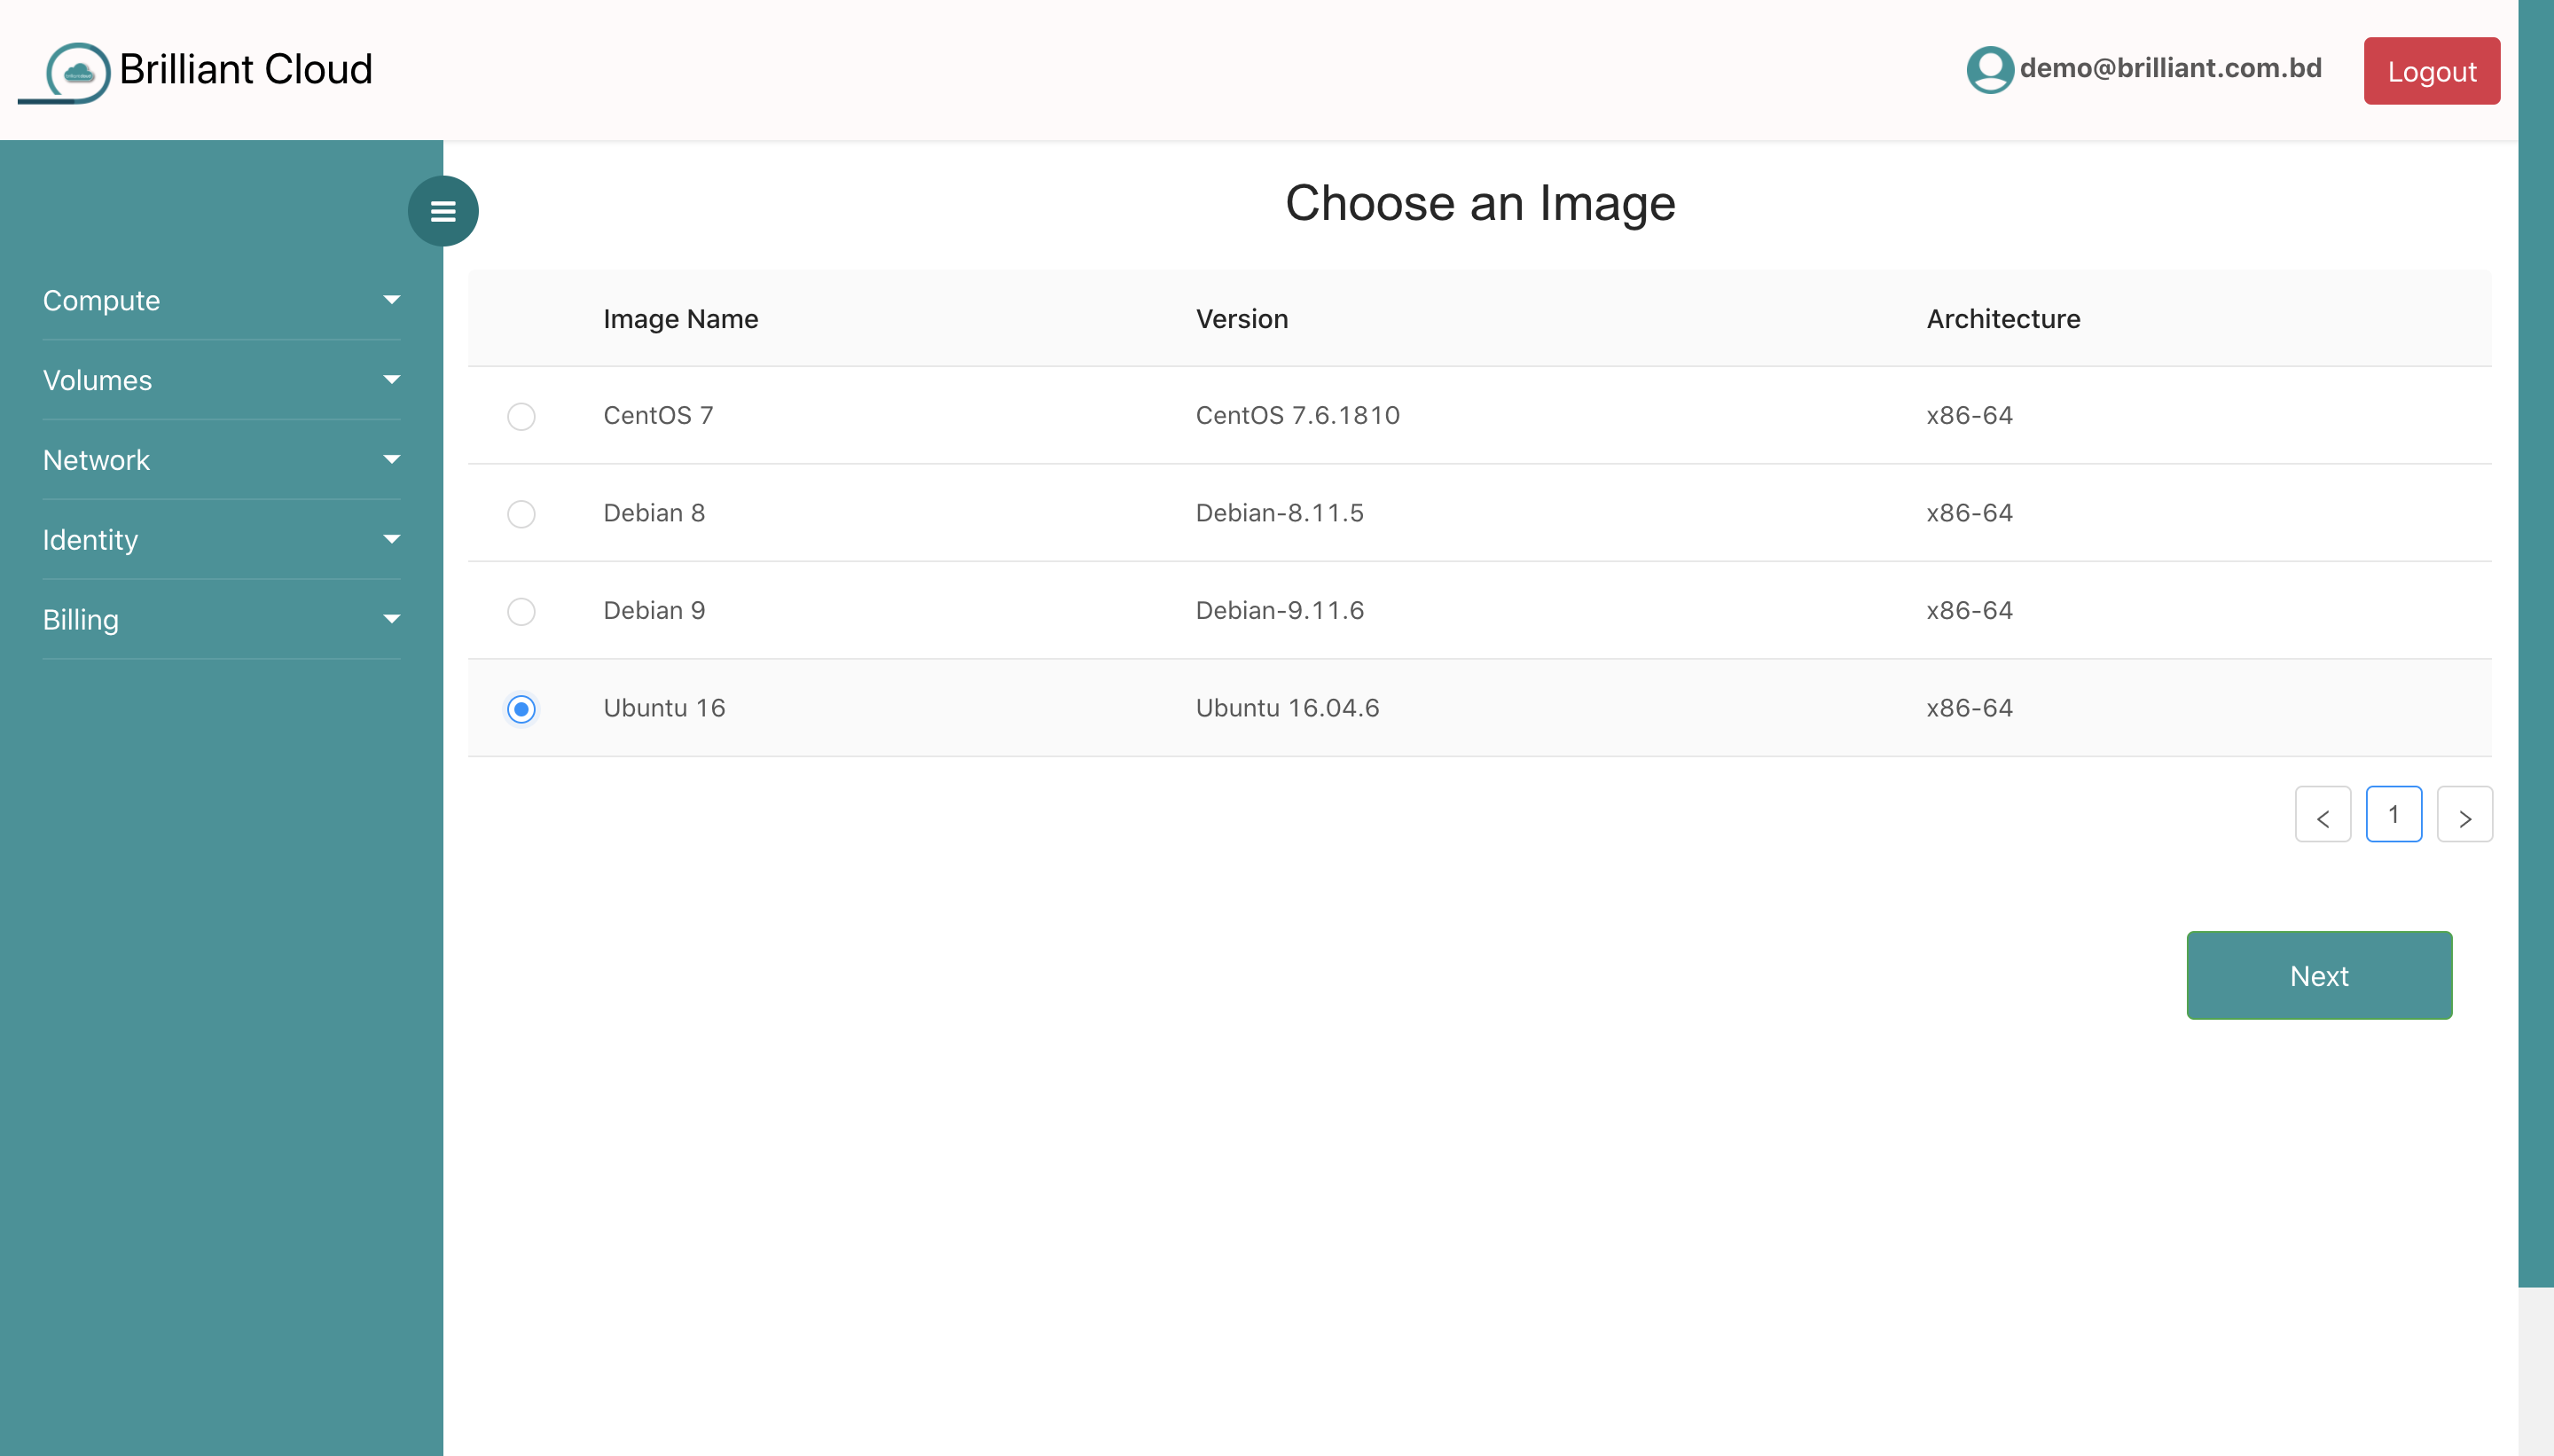 Brilliant Cloud
demo@brilliant.com.bd
Logout
Compute
Volumes
Network
Identity
Billing
Choose an Image
Image Name Version Architecture
CentOS 7 CentOS 7.6.1810 x86-64
Debian 8 Debian-8.11.5 x86-64
Debian 9 Debian-9.11.6 x86-64
Ubuntu 16 Ubuntu 16.04.6 x86-64
< 1 >
Next